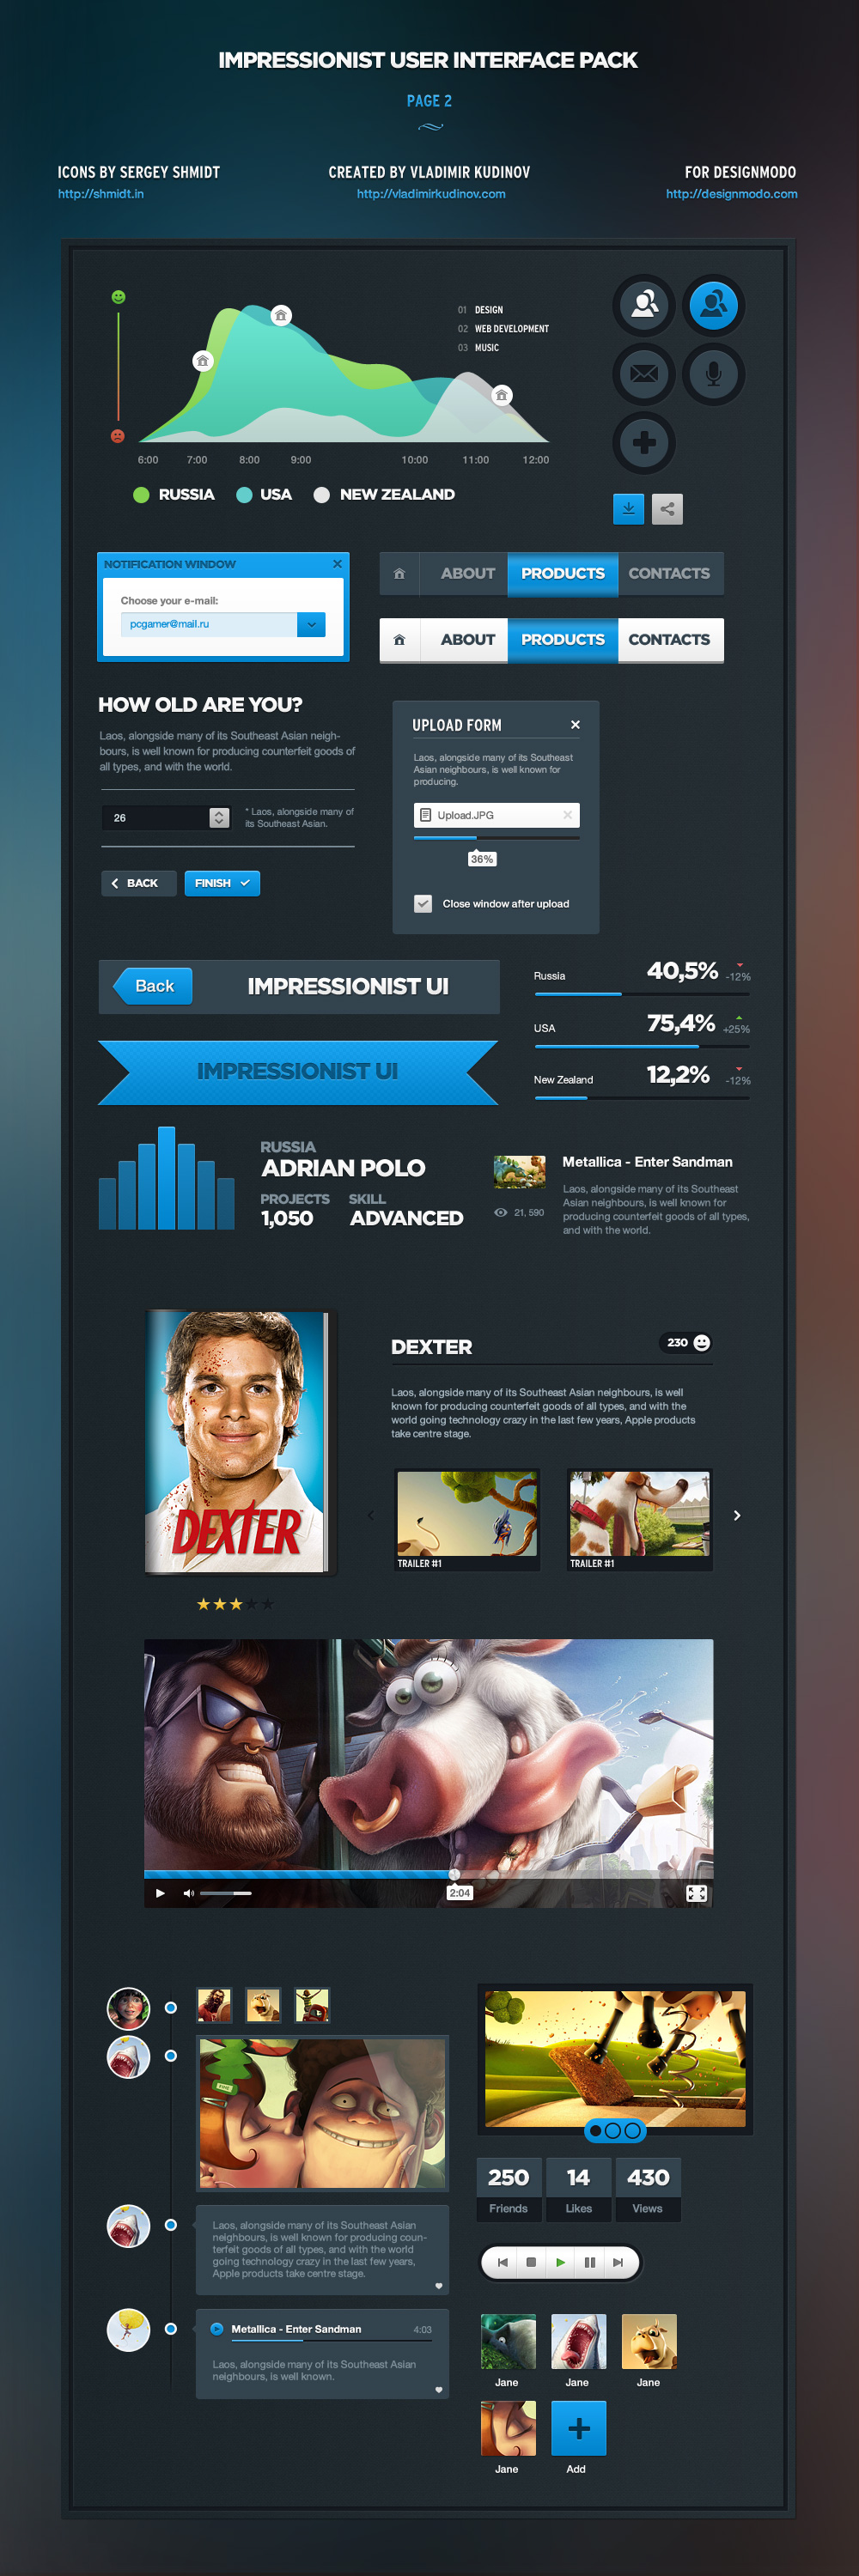 IMPRESSIONIST USER INTERFACE PACK
PAGE 2
ICONS BY SERGEY SHMIDT
http://shmidt.in
CREATED BY VLADIMIR KUDINOV
http://vladimirkudinov.com
FOR DESIGNMODO
http://designmodo.com
01 DESIGN
02 WEB DEVELOPMENT
03 MUSIC
6:00 7:00 8:00 9:00 10:00 11:00 12:00
RUSSIA USA NEW ZEALAND
NOTIFICATION WINDOW
Choose your e-mail:
pcgamer@mail.ru
ABOUT PRODUCTS CONTACTS
ABOUT PRODUCTS CONTACTS
HOW OLD ARE YOU?
Laos, alongside many of its Southeast Asian neigh-
bours, is well known for producing counterfeit goods of
all types, and with the world.
26
* Laos, alongside many of
its Southeast Asian.
BACK FINISH
UPLOAD FORM
Laos, alongside many of its Southeast
Asian neighbours, is well known for
producing.
Upload.JPG
36%
Close window after upload
Back IMPRESSIONIST UI
IMPRESSIONIST UI
Russia 40,5% -12%
USA 75,4% +25%
New Zealand 12,2% -12%
RUSSIA
ADRIAN POLO
PROJECTS SKILL
1,050 ADVANCED
21, 590
Metallica - Enter Sandman
Laos, alongside many of its Southeast
Asian neighbours, is well known for
producing counterfeit goods of all types,
and with the world.
DEXTER
DEXTER
230
Laos, alongside many of its Southeast Asian neighbours, is well
known for producing counterfeit goods of all types, and with the
world going technology crazy in the last few years, Apple products
take centre stage.
TRAILER #1 TRAILER #1
2:04
Laos, alongside many of its Southeast Asian
neighbours, is well known for producing coun-
terfeit goods of all types, and with the world
going technology crazy in the last few years,
Apple products take centre stage.
Metallica - Enter Sandman 4:03
Laos, alongside many of its Southeast Asian
neighbours, is well known.
250 14 430
Friends Likes Views
Jane Jane Jane
Jane Add